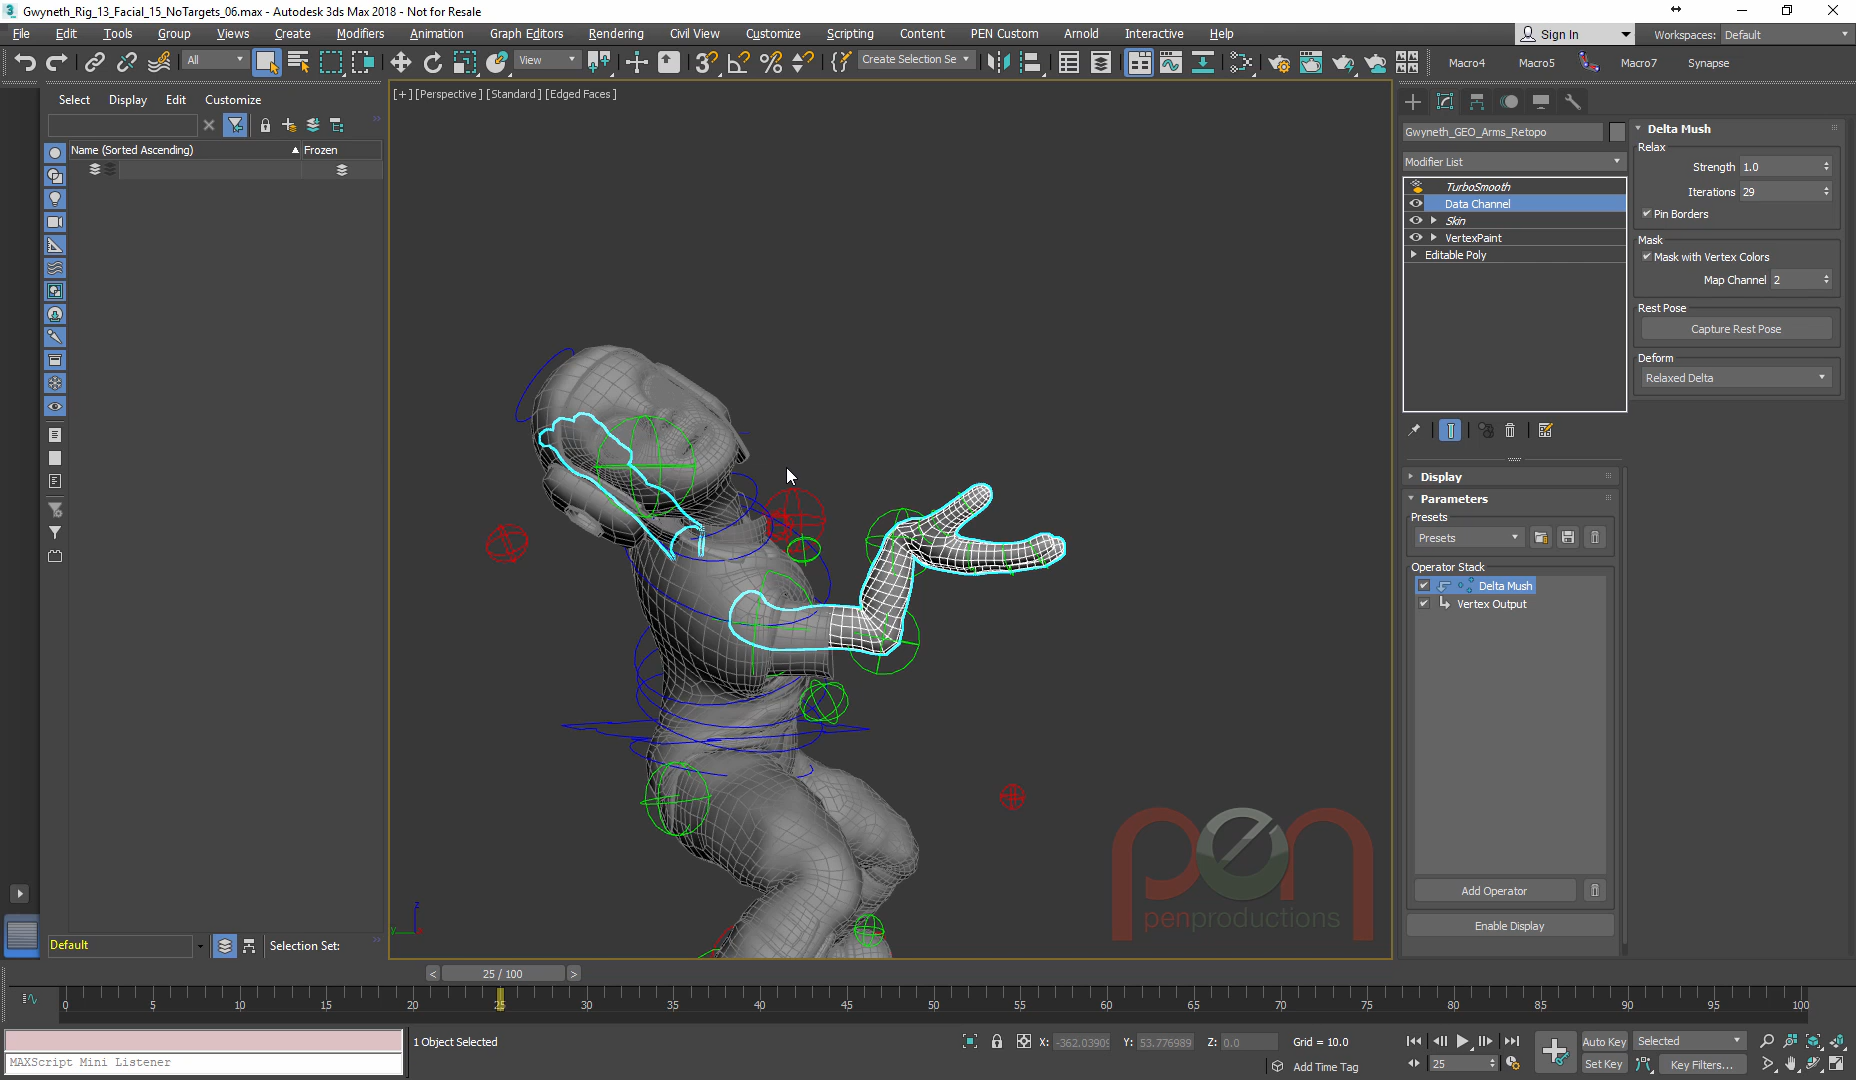 Gwyneth_Rig_13_Facial_15_NoTargets_06.max - Autodesk 3ds Max 2018 - Not for Resale
File Edit Tools Group Views Create Modifiers Animation Graph Editors Rendering Civil View Customize Scripting Content PEN Custom Arnold Interactive Help
Sign In Workspaces: Default
All View Create Selection Se Macro4 Macro5 Macro7 Synapse
Select Display Edit Customize
Name (Sorted Ascending) Frozen
[+] [Perspective ] [Standard ] [Edged Faces ]
Gwyneth_GEO_Arms_Retopo
Modifier List
TurboSmooth
Data Channel
Skin
VertexPaint
Editable Poly
Delta Mush
Relax
Strength 1.0
Iterations 29
Pin Borders
Mask
Mask with Vertex Colors
Map Channel 2
Rest Pose
Capture Rest Pose
Deform
Relaxed Delta
Display
Parameters
Presets
Presets
Operator Stack
Delta Mush
Vertex Output
Add Operator
Enable Display
pen
penproductions
z
Y
Default Selection Set:
< 25 / 100 >
0 5 10 15 20 25 30 35 40 45 50 55 60 65 70 75 80 85 90 95 100
1 Object Selected X: -362.0390 Y: 53.776989 Z: 0.0 Grid = 10.0 Auto Key Selected
MAXScript Mini Listener Add Time Tag 25 Set Key Key Filters...